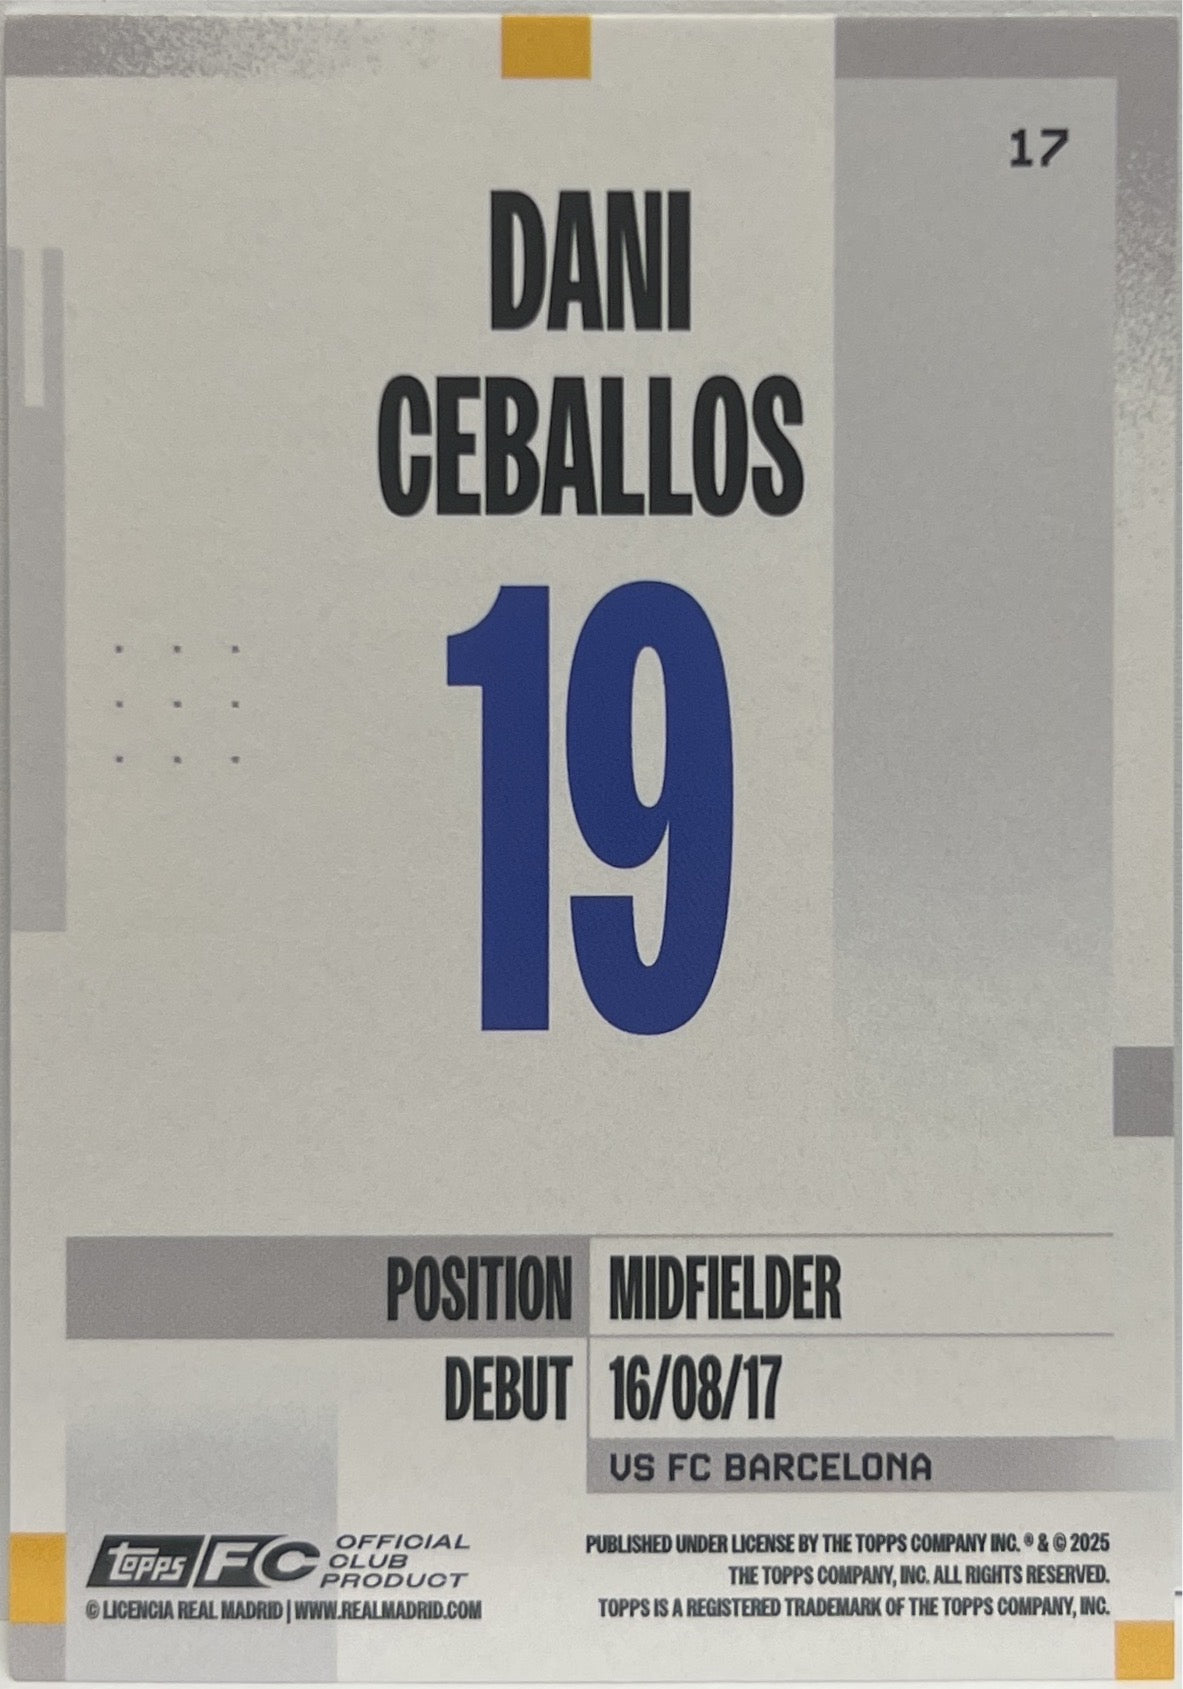 17
DANI
CEBALLOS
19
POSITION MIDFIELDER
DEBUT 16/08/17
VS FC BARCELONA
topps FC OFFICIAL
CLUB
PRODUCT
© LICENCIA REAL MADRID | WWW.REALMADRID.COM
PUBLISHED UNDER LICENSE BY THE TOPPS COMPANY INC. ® & © 2025
THE TOPPS COMPANY, INC. ALL RIGHTS RESERVED.
TOPPS IS A REGISTERED TRADEMARK OF THE TOPPS COMPANY, INC.